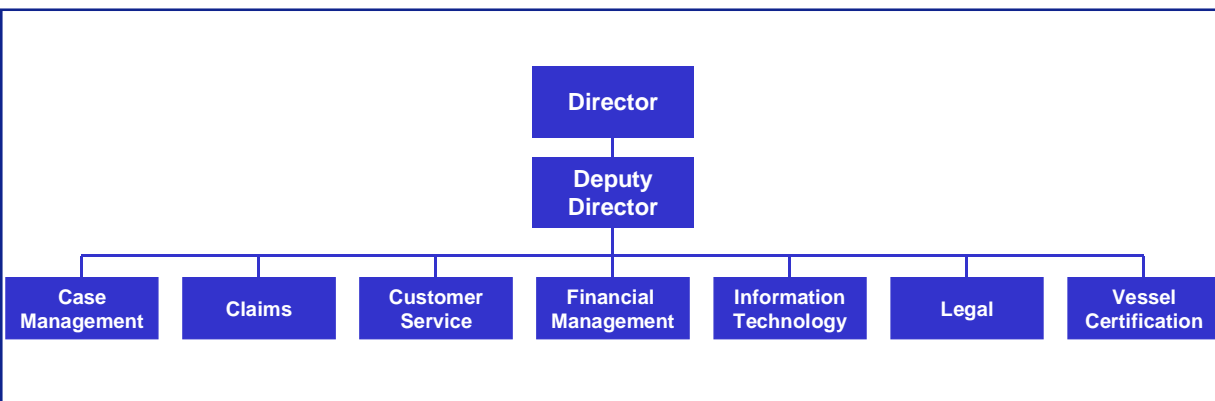 Director
Deputy
Director
Case
Management
Claims
Customer
Service
Financial
Management
Information
Technology
Legal
Vessel
Certification